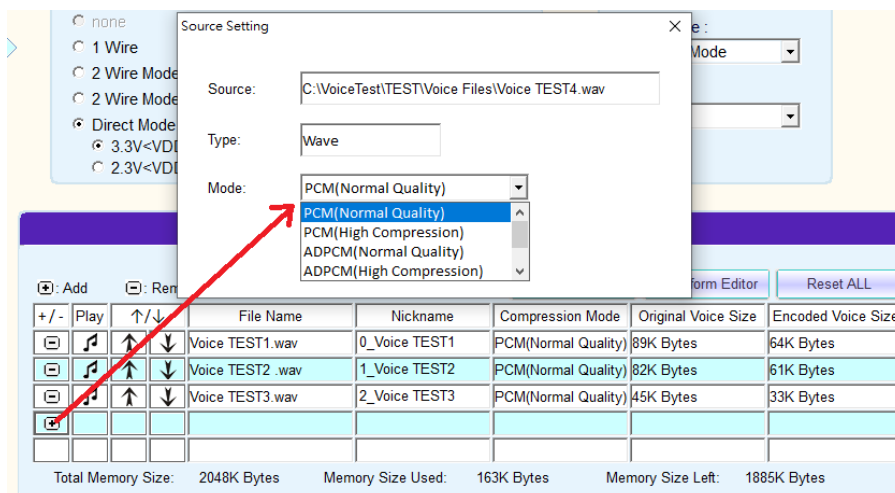 none
1 Wire
2 Wire Mode
2 Wire Mode
Direct Mode
3.3V<VDD
2.3V<VDD
Source Setting
Mode
Source: C:\VoiceTest\TEST\Voice Files\Voice TEST4.wav
Type: Wave
Mode: PCM(Normal Quality)
PCM(Normal Quality)
PCM(High Compression)
ADPCM(Normal Quality)
ADPCM(High Compression)
: Add : Rem
Editor Reset ALL
+/- Play ↑/↓ File Name Nickname Compression Mode Original Voice Size Encoded Voice Size
Voice TEST1.wav 0_Voice TEST1 PCM(Normal Quality) 89K Bytes 64K Bytes
Voice TEST2 .wav 1_Voice TEST2 PCM(Normal Quality) 82K Bytes 61K Bytes
Voice TEST3.wav 2_Voice TEST3 PCM(Normal Quality) 45K Bytes 33K Bytes
Total Memory Size: 2048K Bytes Memory Size Used: 163K Bytes Memory Size Left: 1885K Bytes